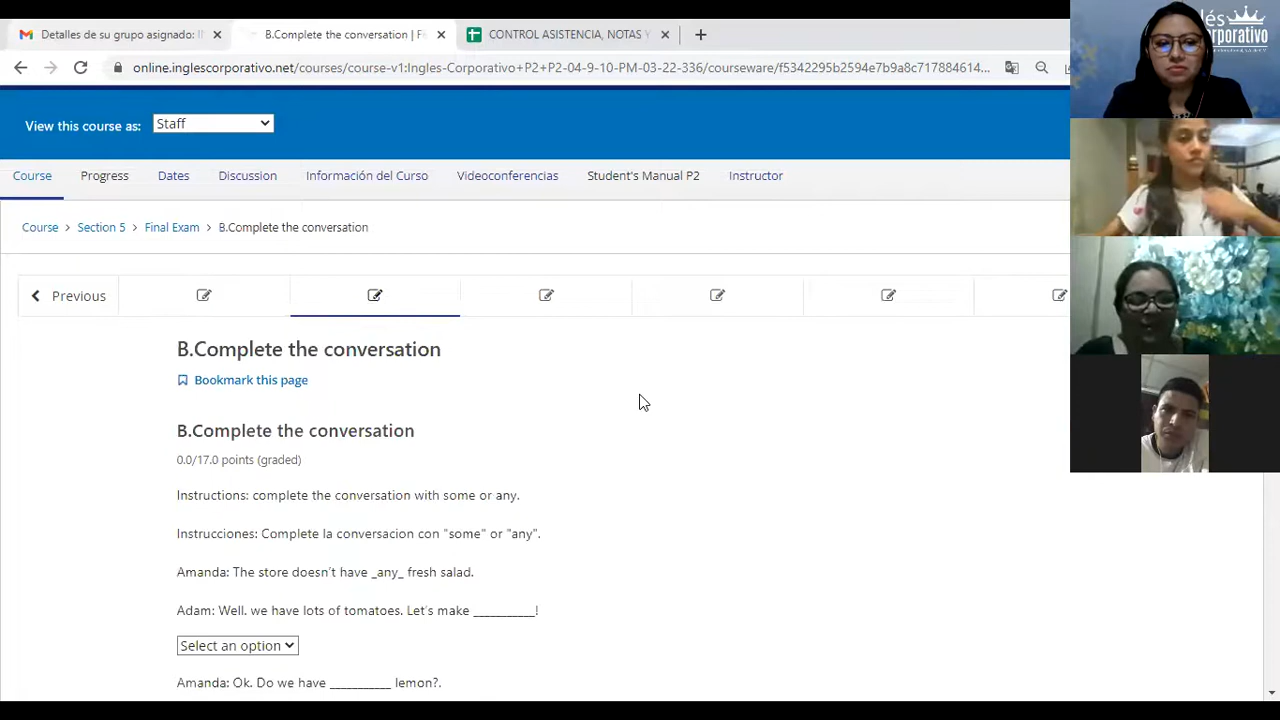 Detalles de su grupo asignado: I
B.Complete the conversation | F
CONTROL ASISTENCIA, NOTAS Y
online.inglescorporativo.net/courses/course-v1:Ingles-Corporativo+P2+P2-04-9-10-PM-03-22-336/courseware/f5342295b2594e7b9a8c717884614...
View this course as:
Staff
Course
Progress
Dates
Discussion
Información del Curso
Videoconferencias
Student's Manual P2
Instructor
Course > Section 5 > Final Exam > B.Complete the conversation
Previous
B.Complete the conversation
Bookmark this page
B.Complete the conversation
0.0/17.0 points (graded)
Instructions: complete the conversation with some or any.
Instrucciones: Complete la conversacion con "some" or "any".
Amanda: The store doesn't have _any_ fresh salad.
Adam: Well. we have lots of tomatoes. Let's make __________!
Select an option
Amanda: Ok. Do we have __________ lemon?.